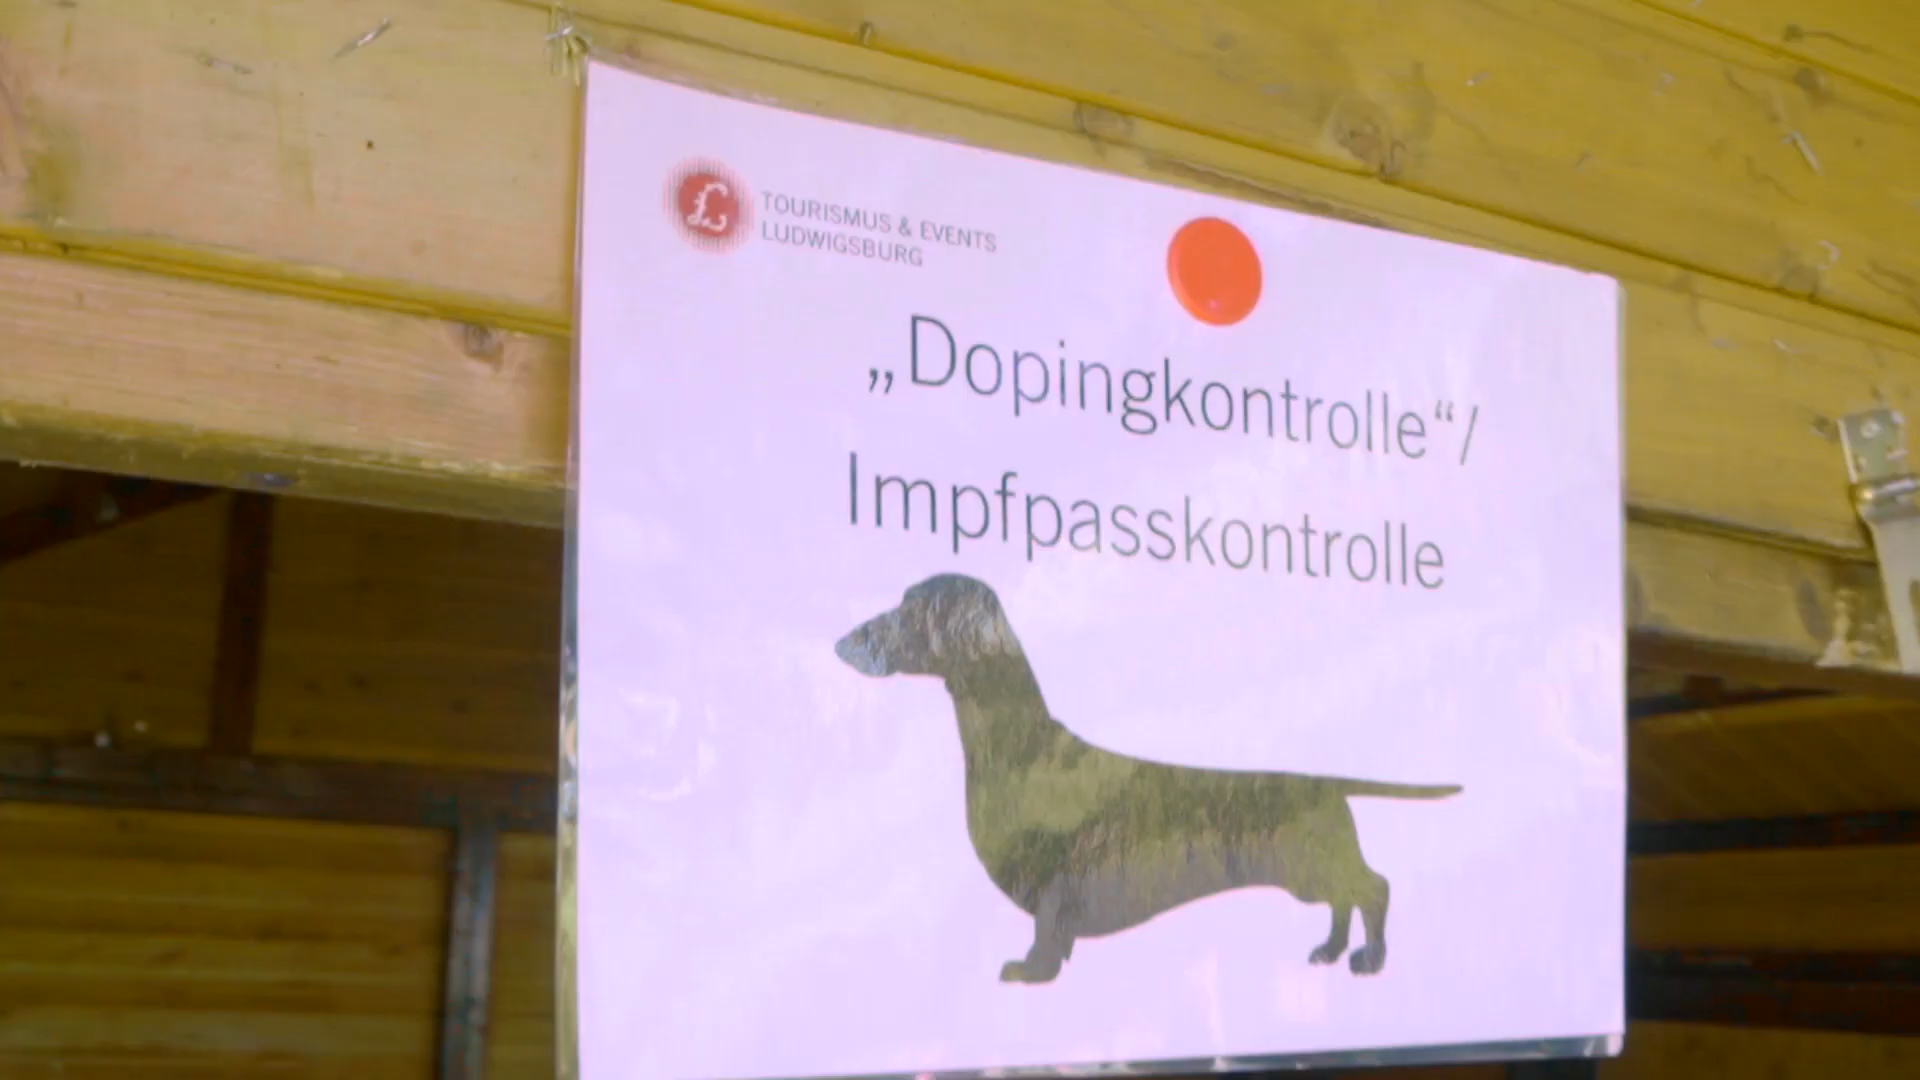 TOURISMUS & EVENTS
LUDWIGSBURG
„Dopingkontrolle“/
Impfpasskontrolle